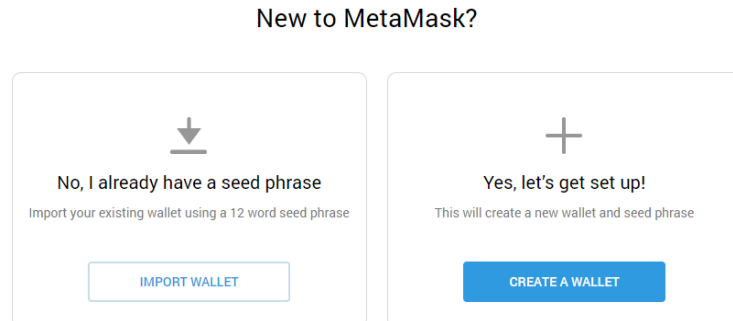 New to MetaMask?
No, I already have a seed phrase
Import your existing wallet using a 12 word seed phrase
IMPORT WALLET
Yes, let’s get set up!
This will create a new wallet and seed phrase
CREATE A WALLET